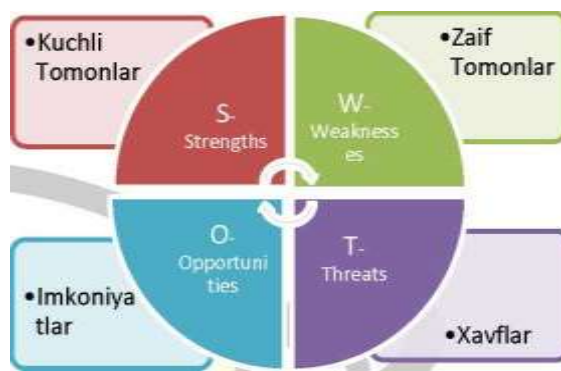 •Kuchli
Tomonlar
•Zaif
Tomonlar
S-
Strengths
W-
Weakness
es
O-
Opportuni
ties
T-
Threats
•Imkoniya
tlar
•Xavflar